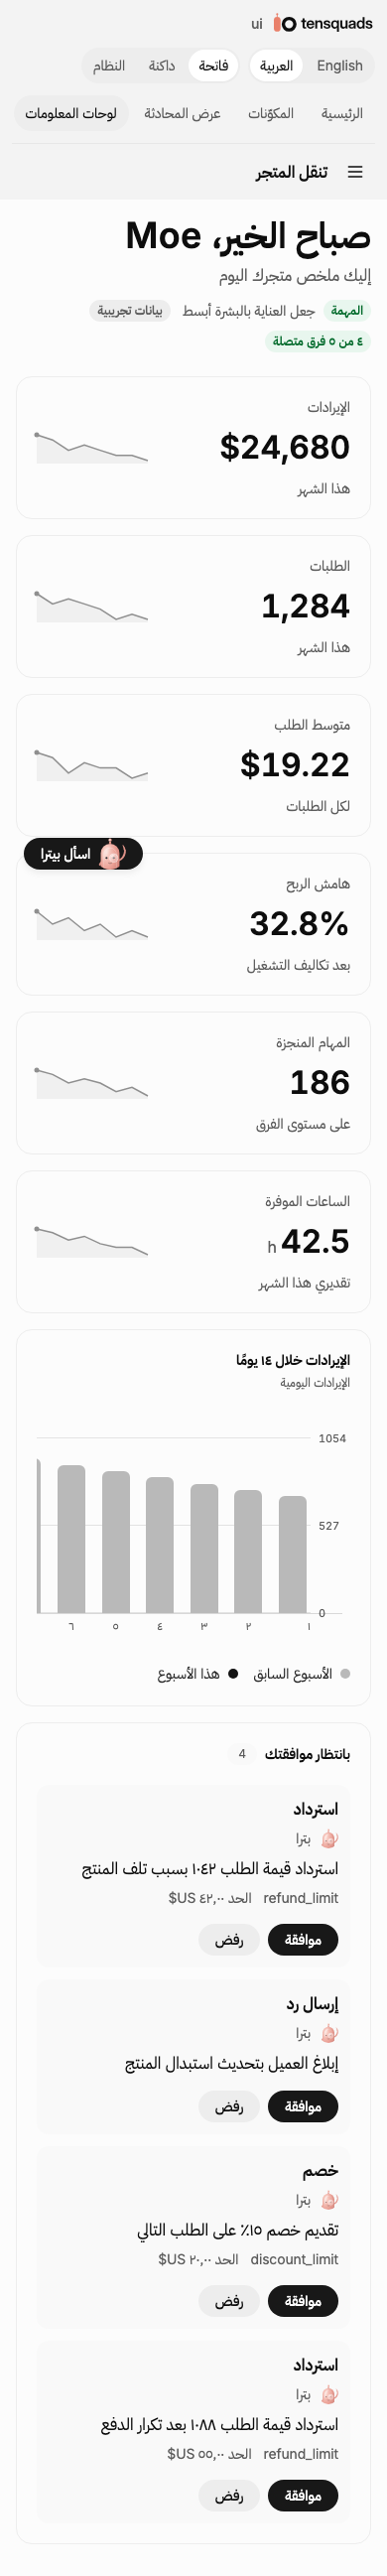 tensquads ui
English العربية فاتحة داكنة النظام
الرئيسية المكوّنات عرض المحادثة لوحات المعلومات
تنقل المتجر
صباح الخير، Moe
إليك ملخص متجرك اليوم
المهمة جعل العناية بالبشرة أبسط بيانات تجريبية
٤ من ٥ فرق متصلة
الإيرادات
$24,680
هذا الشهر
الطلبات
1,284
هذا الشهر
متوسط الطلب
$19.22
لكل الطلبات
اسأل بيترا
هامش الربح
32.8%
بعد تكاليف التشغيل
المهام المنجزة
186
على مستوى الفرق
الساعات الموفرة
42.5 h
تقديري هذا الشهر
الإيرادات خلال ١٤ يومًا
الإيرادات اليومية
1054
527
0
١ ٢ ٣ ٤ ٥ ٦
الأسبوع السابق هذا الأسبوع
بانتظار موافقتك 4
استرداد
بترا
استرداد قيمة الطلب ١٠٤٢ بسبب تلف المنتج
refund_limit الحد ٤٢,٠٠ US$
موافقة رفض
إرسال رد
بترا
إبلاغ العميل بتحديث استبدال المنتج
موافقة رفض
خصم
بترا
تقديم خصم ١٥٪ على الطلب التالي
discount_limit الحد ٢٠,٠٠ US$
موافقة رفض
استرداد
بترا
استرداد قيمة الطلب ١٠٨٨ بعد تكرار الدفع
refund_limit الحد ٥٥,٠٠ US$
موافقة رفض